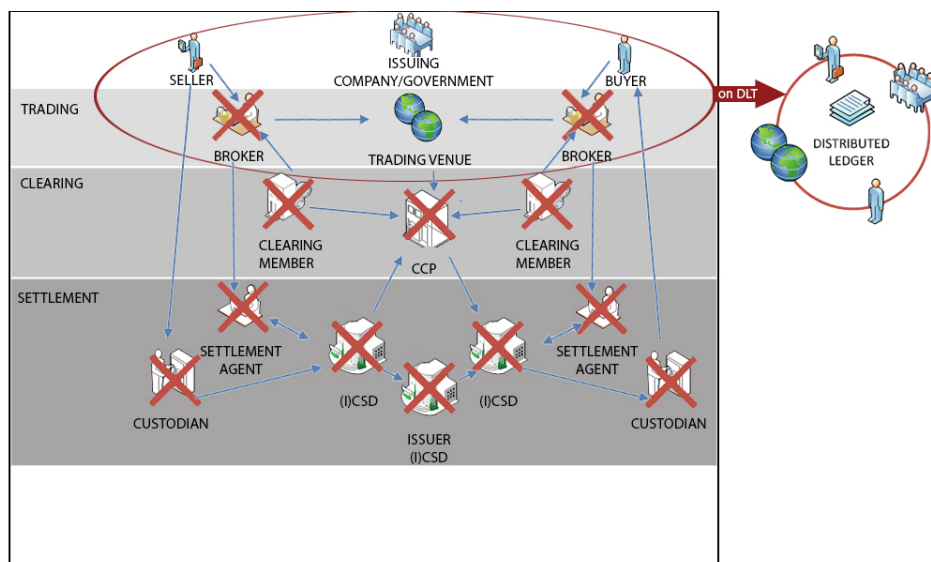 SELLER
ISSUING
COMPANY/GOVERNMENT
BUYER
on DLT
TRADING
BROKER
TRADING VENUE
BROKER
DISTRIBUTED
LEDGER
CLEARING
CLEARING
MEMBER
CCP
CLEARING
MEMBER
SETTLEMENT
SETTLEMENT
AGENT
SETTLEMENT
AGENT
(I)CSD
(I)CSD
CUSTODIAN
ISSUER
(I)CSD
CUSTODIAN